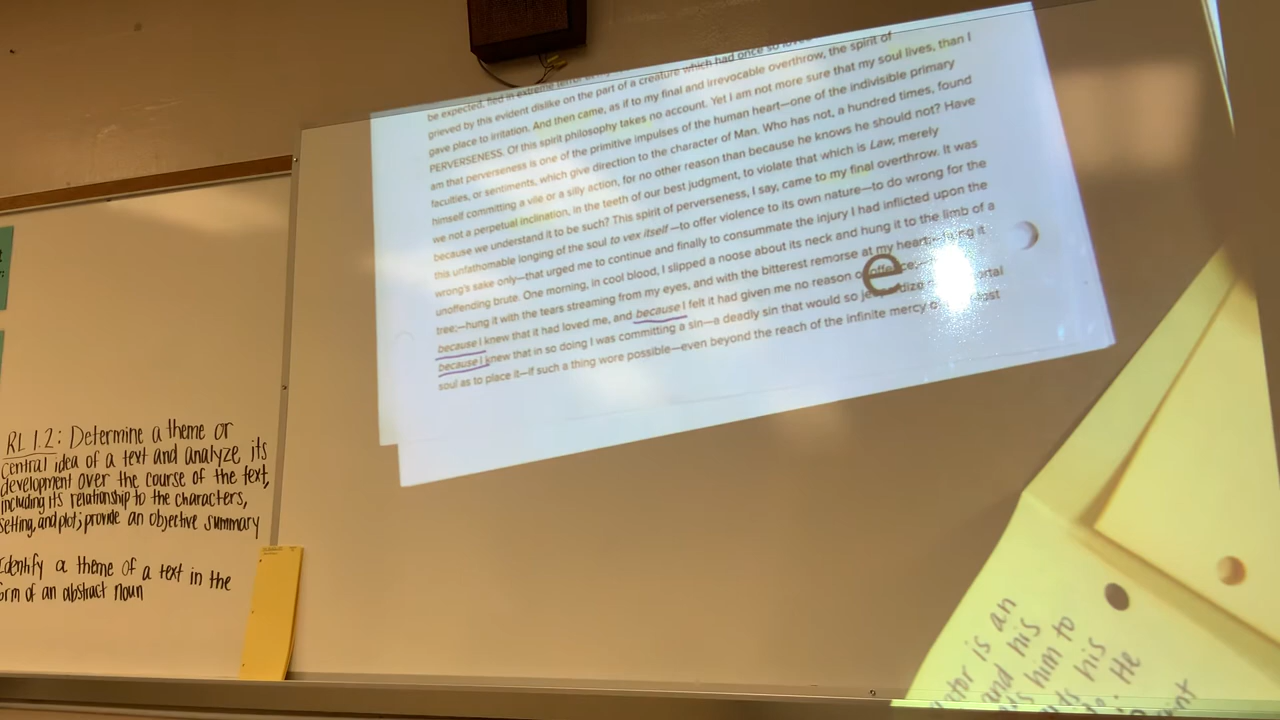 be expected, fled in extreme terror
grieved by this evident dislike on the part of a creature which had once so loved
gave place to irritation. And then came, as if to my final and irrevocable overthrow, the spirit of
PERVERSENESS. Of this spirit philosophy takes no account. Yet I am not more sure that my soul lives, than I
am that perverseness is one of the primitive impulses of the human heart—one of the indivisible primary
faculties, or sentiments, which give direction to the character of Man. Who has not, a hundred times, found
himself committing a vile or a silly action, for no other reason than because he knows he should not? Have
we not a perpetual inclination, in the teeth of our best judgment, to violate that which is Law, merely
because we understand it to be such? This spirit of perverseness, I say, came to my final overthrow. It was
this unfathomable longing of the soul to vex itself—to offer violence to its own nature—to do wrong for the
wrong's sake only—that urged me to continue and finally to consummate the injury I had inflicted upon the
unoffending brute. One morning, in cool blood, I slipped a noose about its neck and hung it to the limb of a
tree;—hung it with the tears streaming from my eyes, and with the bitterest remorse at my heart;—hung it
because I knew that it had loved me, and because I felt it had given me no reason of offence;
because I knew that in so doing I was committing a sin—a deadly sin that would so
soul as to place it—if such a thing wore possible—even beyond the reach of the infinite mercy
e
RL 1.2: Determine a theme or
central idea of a text and analyze its
development over the course of the text,
including its relationship to the characters,
setting, and plot; provide an objective summary
Identify a theme of a text in the
form of an abstract noun
is an
and his
him to
his
He